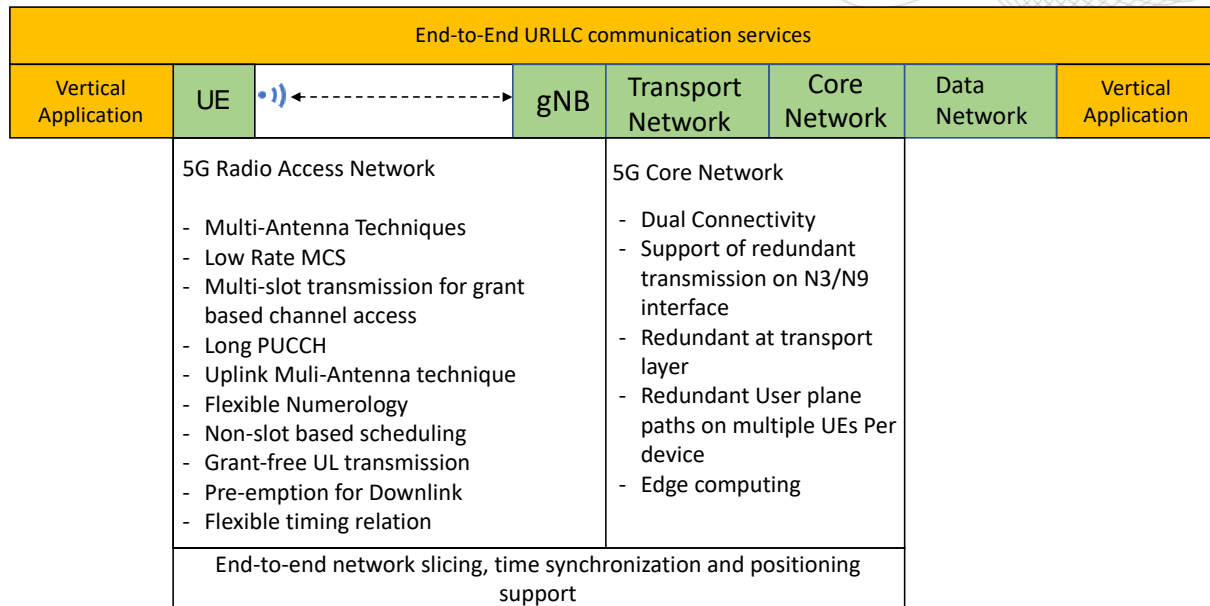 End-to-End URLLC communication services
Vertical
Application
UE
gNB
Transport
Network
Core
Network
Data
Network
Vertical
Application
5G Radio Access Network
- Multi-Antenna Techniques
- Low Rate MCS
- Multi-slot transmission for grant
based channel access
- Long PUCCH
- Uplink Muli-Antenna technique
- Flexible Numerology
- Non-slot based scheduling
- Grant-free UL transmission
- Pre-emption for Downlink
- Flexible timing relation
5G Core Network
- Dual Connectivity
- Support of redundant
transmission on N3/N9
interface
- Redundant at transport
layer
- Redundant User plane
paths on multiple UEs Per
device
- Edge computing
End-to-end network slicing, time synchronization and positioning
support